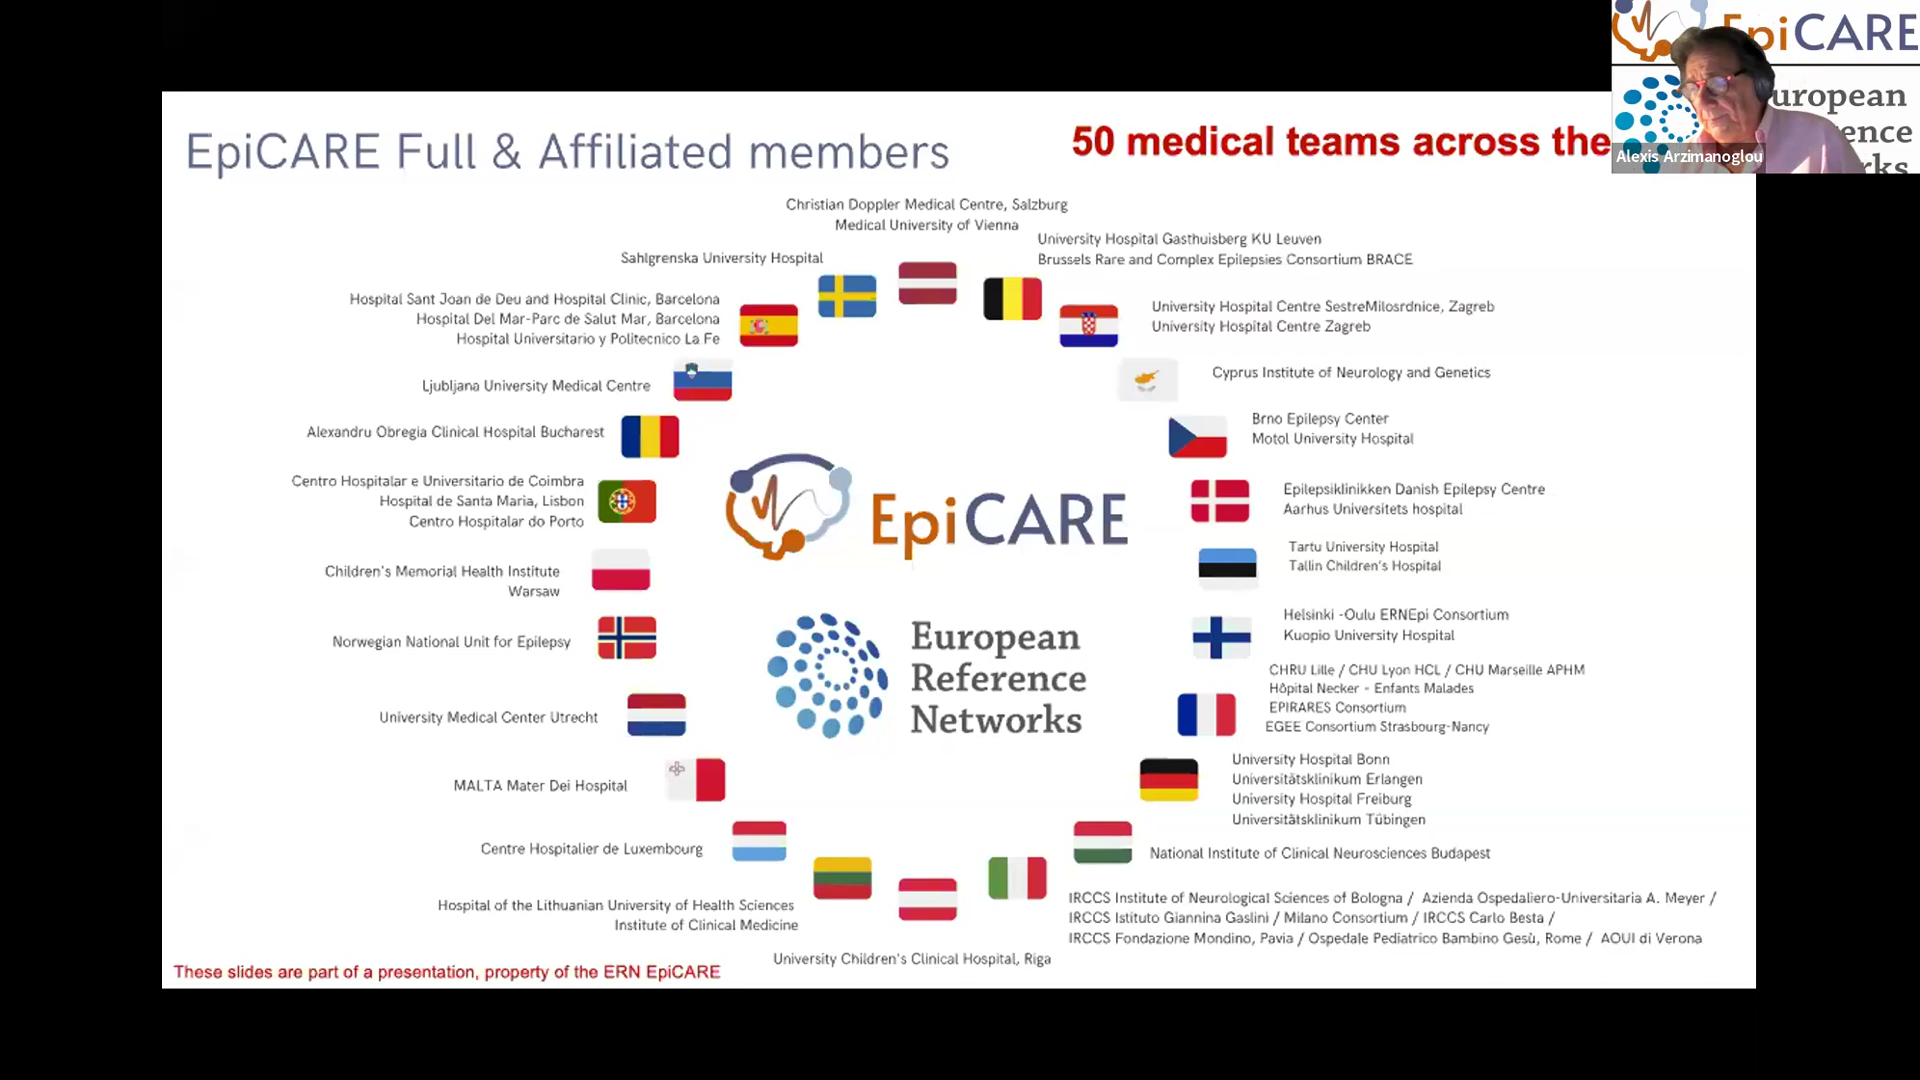 EpiCARE Full & Affiliated members
50 medical teams across the
EpiCARE
uropean
ence
ks
Alexis Arzimanoglou
Christian Doppler Medical Centre, Salzburg
Medical University of Vienna
University Hospital Gasthuisberg KU Leuven
Brussels Rare and Complex Epilepsies Consortium BRACE
Sahlgrenska University Hospital
Hospital Sant Joan de Deu and Hospital Clinic, Barcelona
Hospital Del Mar-Parc de Salut Mar, Barcelona
Hospital Universitario y Politecnico La Fe
University Hospital Centre SestreMilosrdnice, Zagreb
University Hospital Centre Zagreb
Ljubljana University Medical Centre
Cyprus Institute of Neurology and Genetics
Alexandru Obregia Clinical Hospital Bucharest
Brno Epilepsy Center
Motol University Hospital
Centro Hospitalar e Universitario de Coimbra
Hospital de Santa Maria, Lisbon
Centro Hospitalar do Porto
EpiCARE
Epilepsiklinikken Danish Epilepsy Centre
Aarhus Universitets hospital
Tartu University Hospital
Tallin Children's Hospital
Children's Memorial Health Institute
Warsaw
Norwegian National Unit for Epilepsy
European
Reference
Networks
Helsinki -Oulu ERNEpi Consortium
Kuopio University Hospital
CHRU Lille / CHU Lyon HCL / CHU Marseille APHM
Hôpital Necker - Enfants Malades
EPIRARES Consortium
EGEE Consortium Strasbourg-Nancy
University Medical Center Utrecht
MALTA Mater Dei Hospital
University Hospital Bonn
Universitätsklinikum Erlangen
University Hospital Freiburg
Universitätsklinikum Tübingen
Centre Hospitalier de Luxembourg
National Institute of Clinical Neurosciences Budapest
Hospital of the Lithuanian University of Health Sciences
Institute of Clinical Medicine
IRCCS Institute of Neurological Sciences of Bologna / Azienda Ospedaliero-Universitaria A. Meyer /
IRCCS Istituto Giannina Gaslini / Milano Consortium / IRCCS Carlo Besta /
IRCCS Fondazione Mondino, Pavia / Ospedale Pediatrico Bambino Gesù, Rome / AOUI di Verona
University Children's Clinical Hospital, Riga
These slides are part of a presentation, property of the ERN EpiCARE